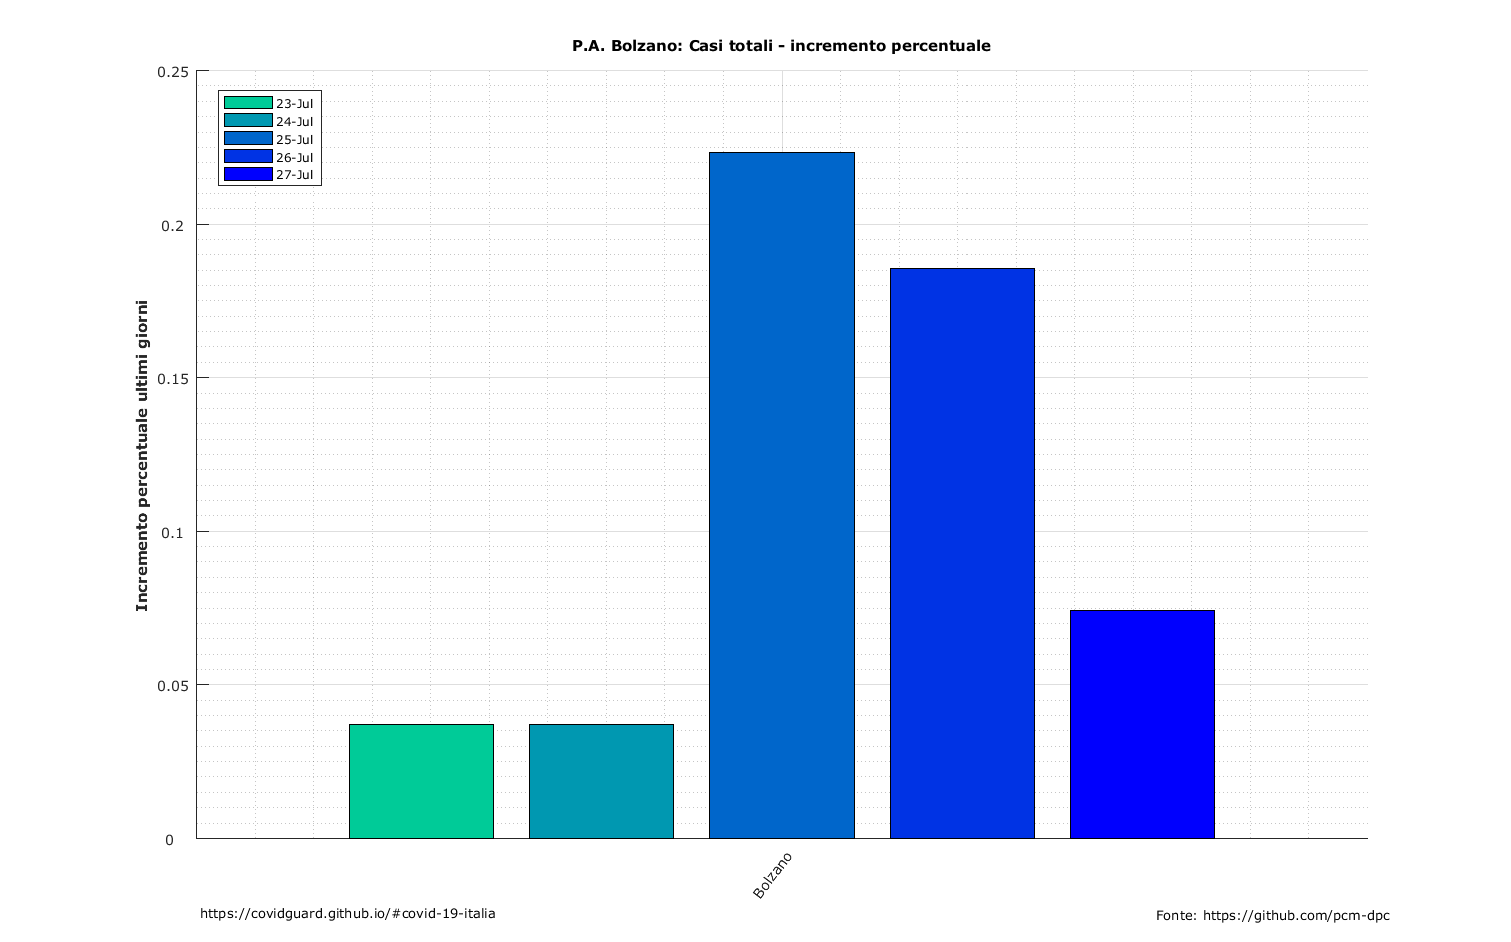 P.A. Bolzano: Casi totali - incremento percentuale
0.25
0.2
0.15
0.1
0.05
0
Incremento percentuale ultimi giorni
23-Jul
24-Jul
25-Jul
26-Jul
27-Jul
Bolzano
https://covidguard.github.io/#covid-19-italia
Fonte: https://github.com/pcm-dpc